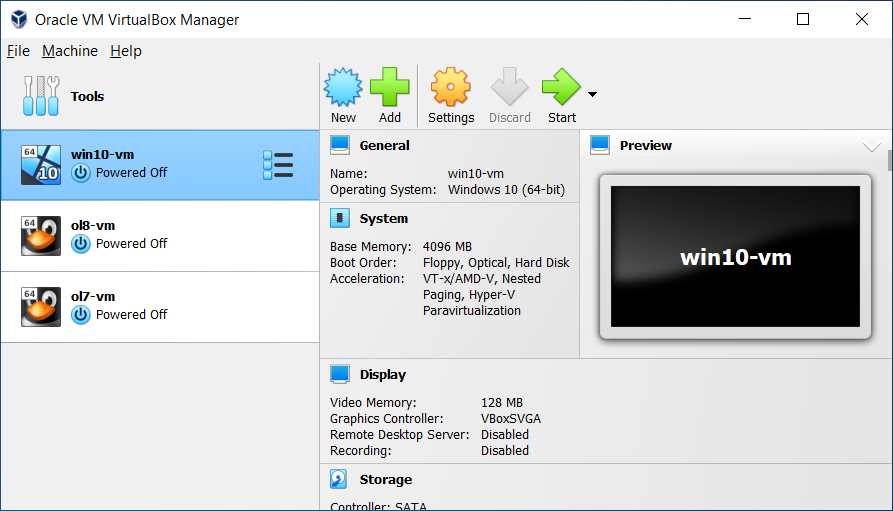 Oracle VM VirtualBox Manager
File Machine Help
Tools
New Add Settings Discard Start
64
10
win10-vm
Powered Off
64
ol8-vm
Powered Off
64
ol7-vm
Powered Off
General
Name: win10-vm
Operating System: Windows 10 (64-bit)
System
Base Memory: 4096 MB
Boot Order: Floppy, Optical, Hard Disk
Acceleration: VT-x/AMD-V, Nested
Paging, Hyper-V
Paravirtualization
Preview
win10-vm
Display
Video Memory: 128 MB
Graphics Controller: VBoxSVGA
Remote Desktop Server: Disabled
Recording: Disabled
Storage
Controller: SATA